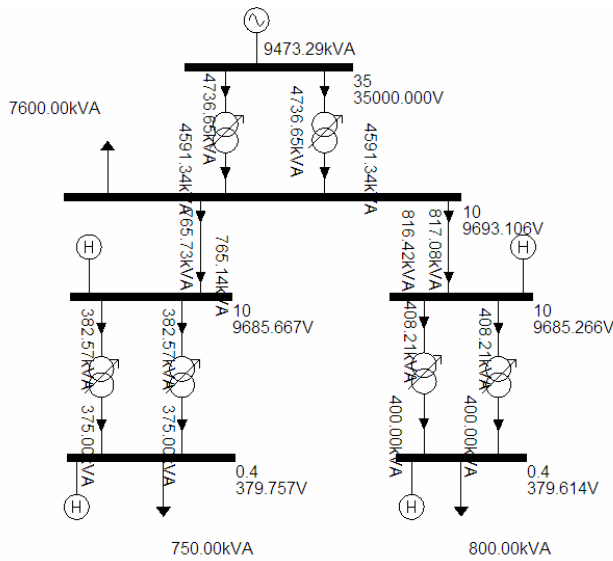 9473.29kVA
35
35000.000V
4736.65kVA
4736.65kVA
7600.00kVA
4591.34kVA
4591.34kVA
10
9693.106V
765.73kVA
765.14kVA
816.42kVA
817.08kVA
H
H
10
9685.667V
10
9685.266V
382.57kVA
382.57kVA
408.21kVA
408.21kVA
375.00kVA
375.00kVA
400.00kVA
400.00kVA
0.4
379.757V
0.4
379.614V
H
H
750.00kVA
800.00kVA